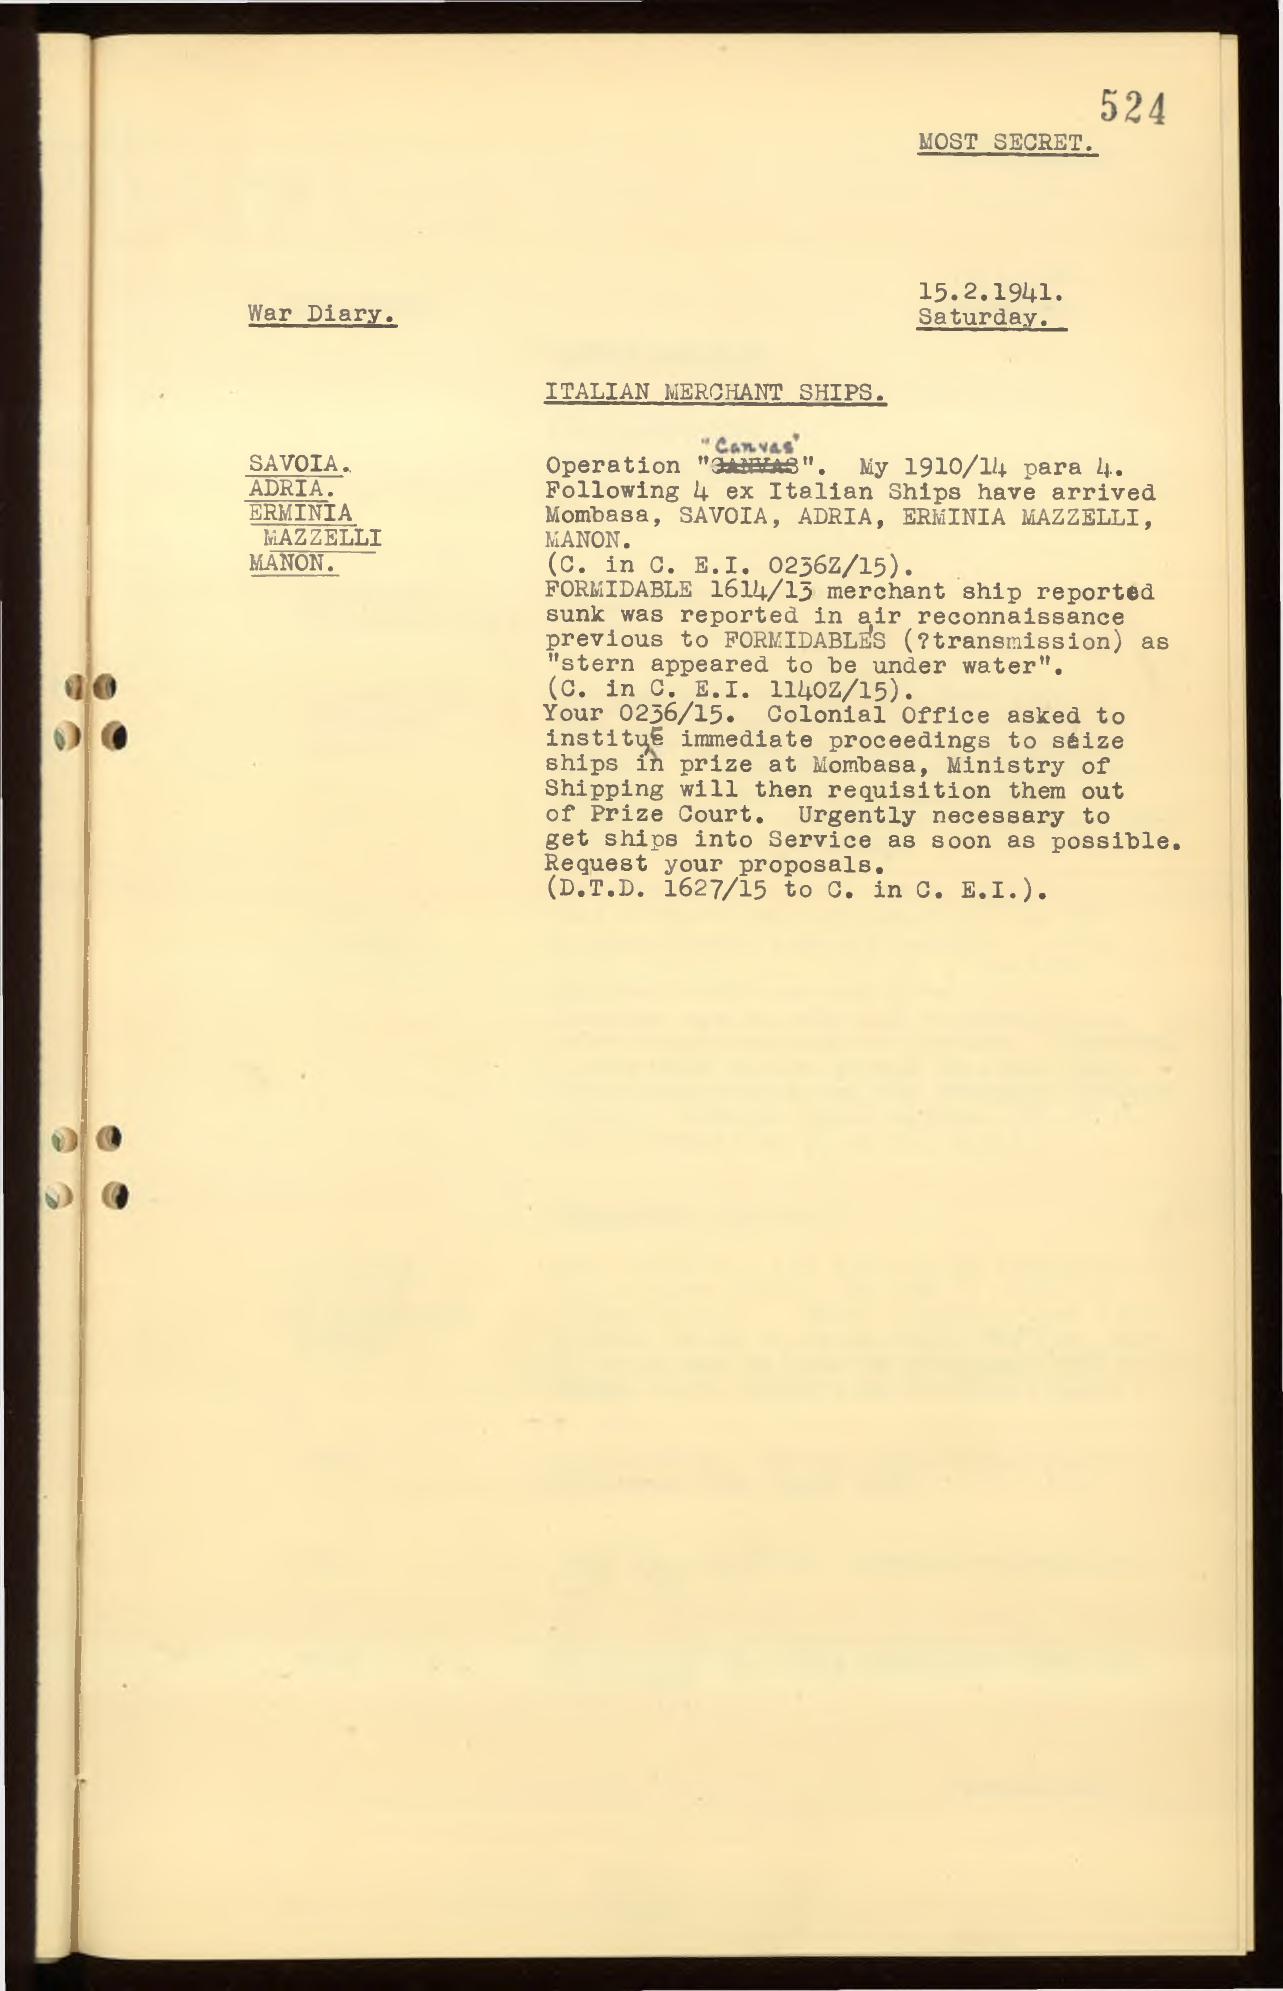 524
MOST SECRET.
15.2.1941.
War Diary.
Saturday.
ITALIAN MERCHANT SHIPS.
SAVOIA.
ADRIA.
ERMINIA
MAZZELLI
MANON.
"Canvas"
Operation "CANVAS". My 1910/14 para 4.
Following 4 ex Italian Ships have arrived
Mombasa, SAVOIA, ADRIA, ERMINIA MAZZELLI,
MANON.
(C. in C. E.I. 0236Z/15).
FORMIDABLE 1614/13 merchant ship reported
sunk was reported in air reconnaissance
previous to FORMIDABLE'S (?transmission) as
"stern appeared to be under water".
(C. in C. E.I. 1140Z/15).
Your 0236/15. Colonial Office asked to
institute immediate proceedings to seize
ships in prize at Mombasa, Ministry of
Shipping will then requisition them out
of Prize Court. Urgently necessary to
get ships into Service as soon as possible.
Request your proposals.
(D.T.D. 1627/15 to C. in C. E.I.).